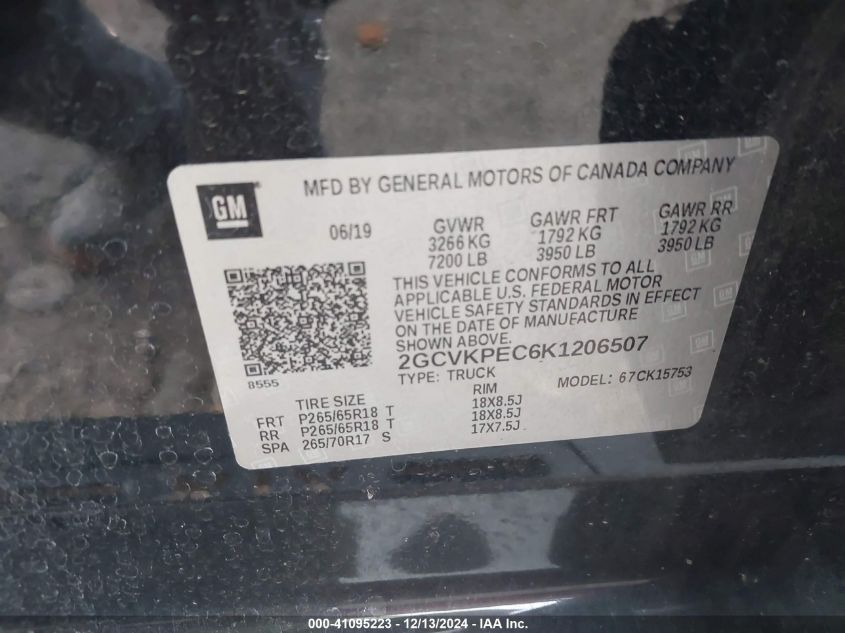 MFD BY GENERAL MOTORS OF CANADA COMPANY
GM
06/19
GVWR GAWR FRT GAWR RR
3266 KG 1792 KG 1792 KG
7200 LB 3950 LB 3950 LB
THIS VEHICLE CONFORMS TO ALL
APPLICABLE U.S. FEDERAL MOTOR
VEHICLE SAFETY STANDARDS IN EFFECT
ON THE DATE OF MANUFACTURE
SHOWN ABOVE.
2GCVKPEC6K1206507
8555
TYPE: TRUCK MODEL: 67CK15753
TIRE SIZE RIM
FRT P265/65R18 T 18X8.5J
RR P265/65R18 T 18X8.5J
SPA 265/70R17 S 17X7.5J
000-41095223 - 12/13/2024 - IAA Inc.